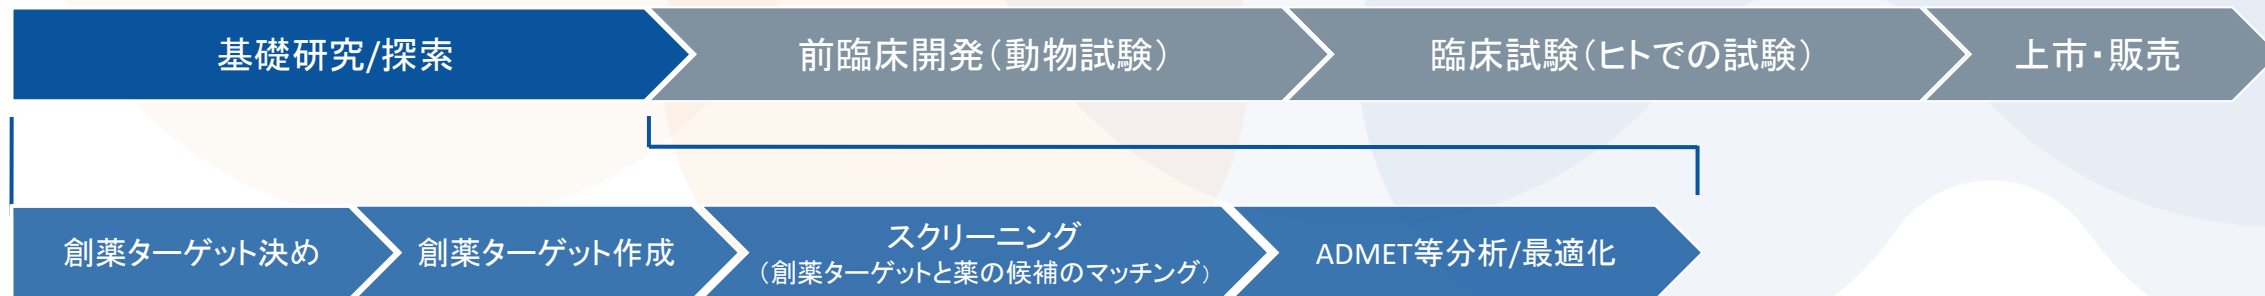 基礎研究/探索
前臨床開発（動物試験）
臨床試験（ヒトでの試験）
上市・販売
創薬ターゲット決め
創薬ターゲット作成
スクリーニング
（創薬ターゲットと薬の候補のマッチング）
ADMET等分析/最適化